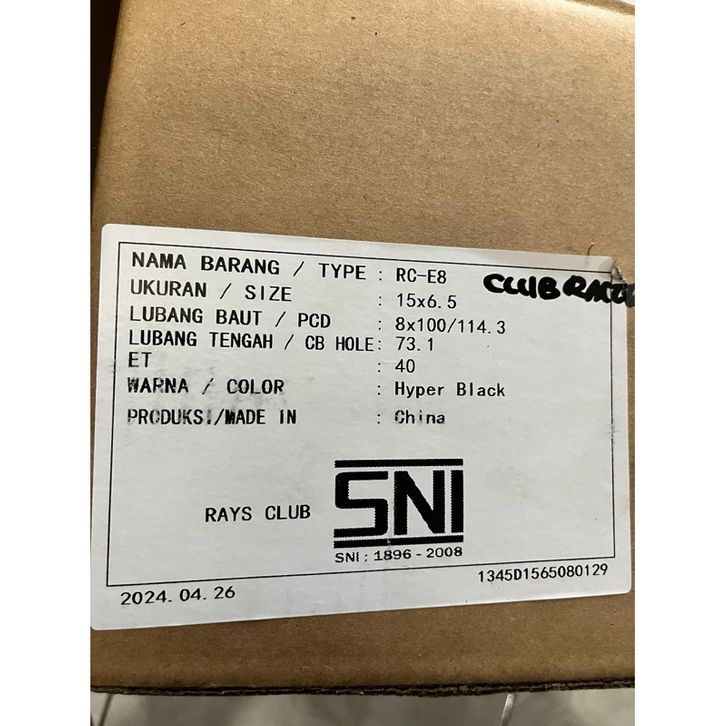 NAMA BARANG / TYPE : RC-E8
UKURAN / SIZE : 15x6.5
LUBANG BAUT / PCD : 8x100/114.3
LUBANG TENGAH / CB HOLE: 73.1
ET : 40
WARNA / COLOR : Hyper Black
PRODUKSI/MADE IN : China
CLUB
RAYS CLUB
SNI
SNI : 1896 - 2008
1345D1565080129
2024. 04. 26